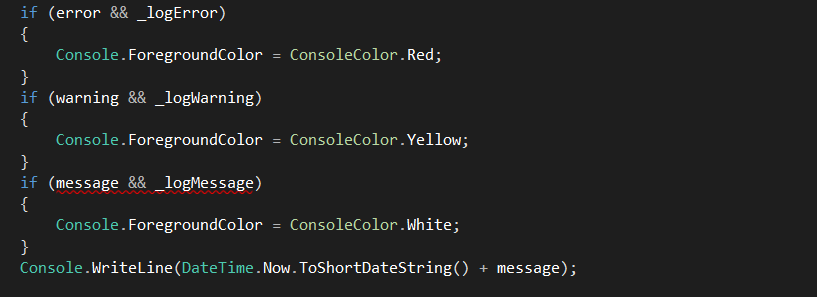 if (error && _logError)
{
    Console.ForegroundColor = ConsoleColor.Red;
}
if (warning && _logWarning)
{
    Console.ForegroundColor = ConsoleColor.Yellow;
}
if (message && _logMessage)
{
    Console.ForegroundColor = ConsoleColor.White;
}
Console.WriteLine(DateTime.Now.ToShortDateString() + message);